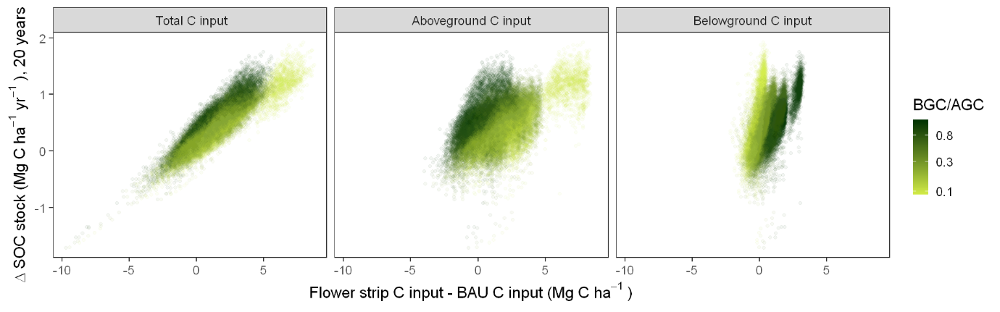 Total C input
Aboveground C input
Belowground C input
△ SOC stock (Mg C ha⁻¹ yr⁻¹ ), 20 years
2
1
0
-1
-10 -5 0 5
-10 -5 0 5
-10 -5 0 5
Flower strip C input - BAU C input (Mg C ha⁻¹ )
BGC/AGC
0.8
0.3
0.1